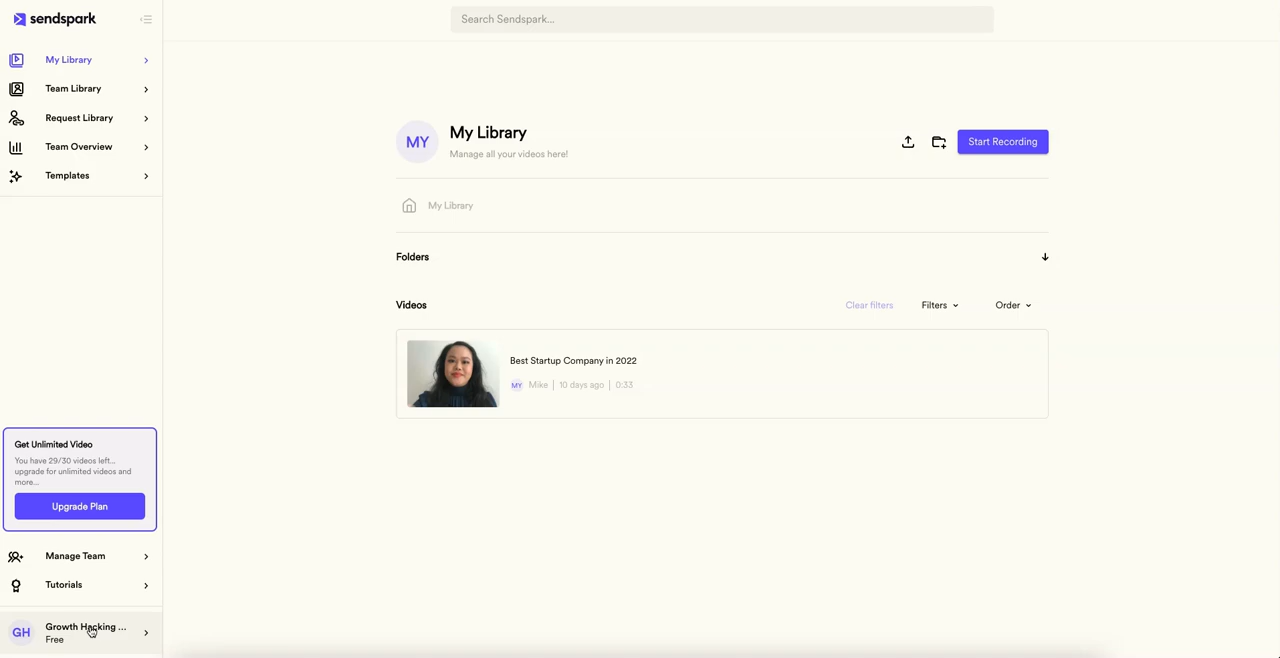 sendspark
Search Sendspark...
My Library
Team Library
Request Library
Team Overview
Templates
MY
My Library
Manage all your videos here!
Start Recording
My Library
Folders
Videos
Clear filters
Filters
Order
Best Startup Company in 2022
MY Mike | 10 days ago | 0:33
Get Unlimited Video
You have 29/30 videos left...
upgrade for unlimited videos and
more...
Upgrade Plan
Manage Team
Tutorials
GH
Growth Hacking ...
Free